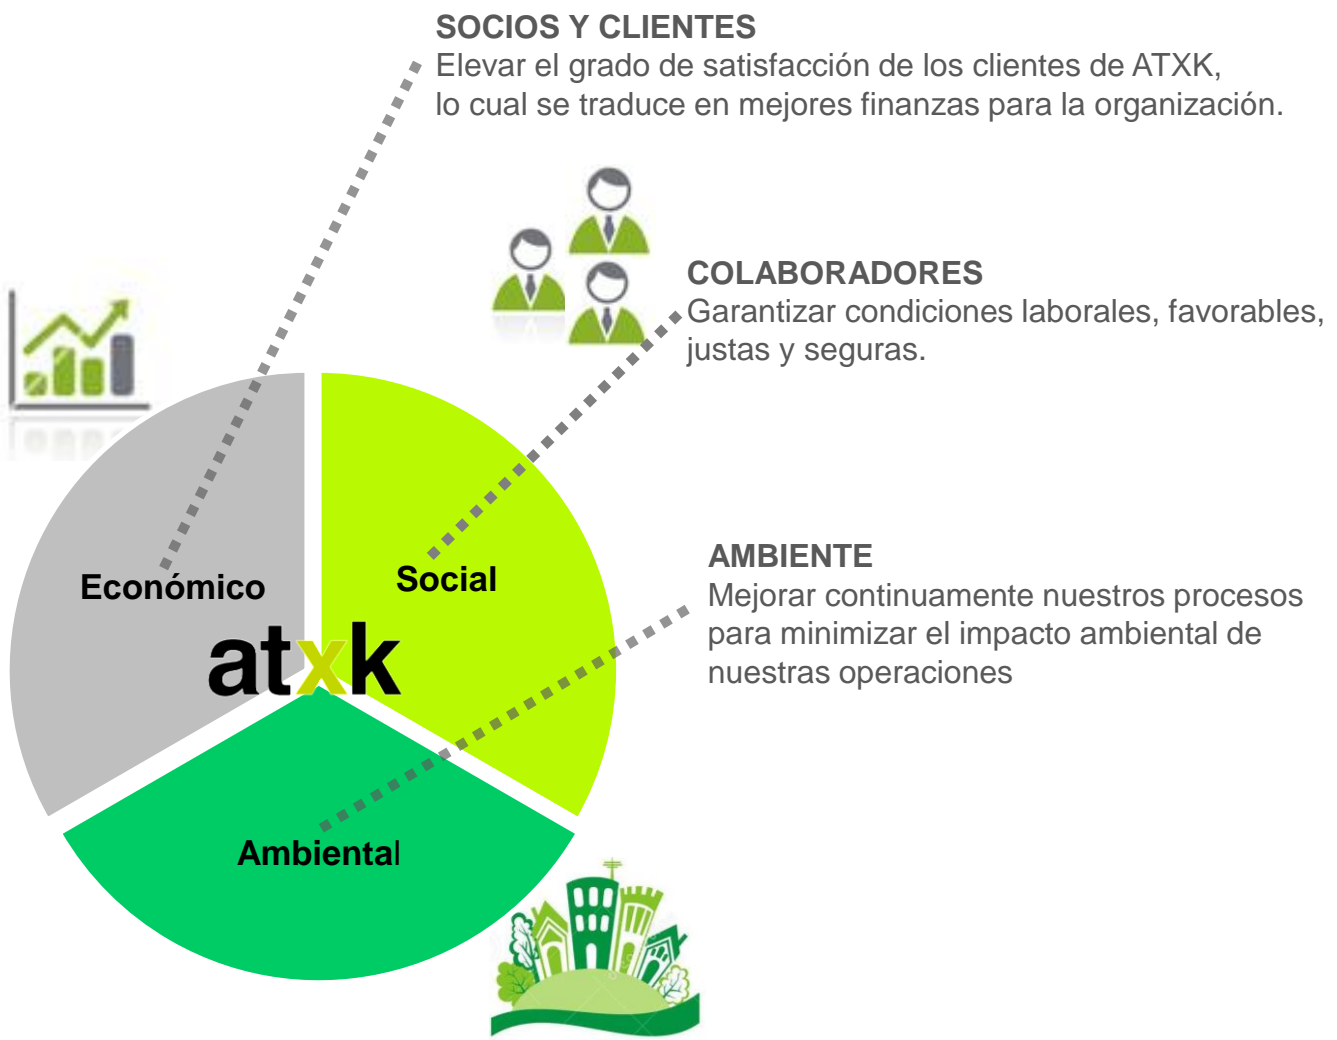 SOCIOS Y CLIENTES
Elevar el grado de satisfacción de los clientes de ATXK,
lo cual se traduce en mejores finanzas para la organización.
COLABORADORES
Garantizar condiciones laborales, favorables,
justas y seguras.
AMBIENTE
Mejorar continuamente nuestros procesos
para minimizar el impacto ambiental de
nuestras operaciones
Económico
Social
atxk
Ambiental